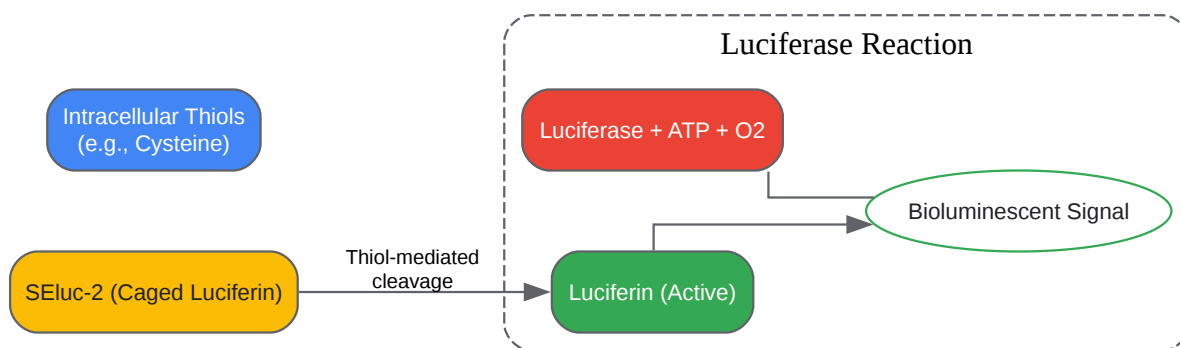 Luciferase Reaction
Intracellular Thiols
(e.g., Cysteine)
Luciferase + ATP + O2
Bioluminescent Signal
Thiol-mediated
cleavage
SEluc-2 (Caged Luciferin)
Luciferin (Active)